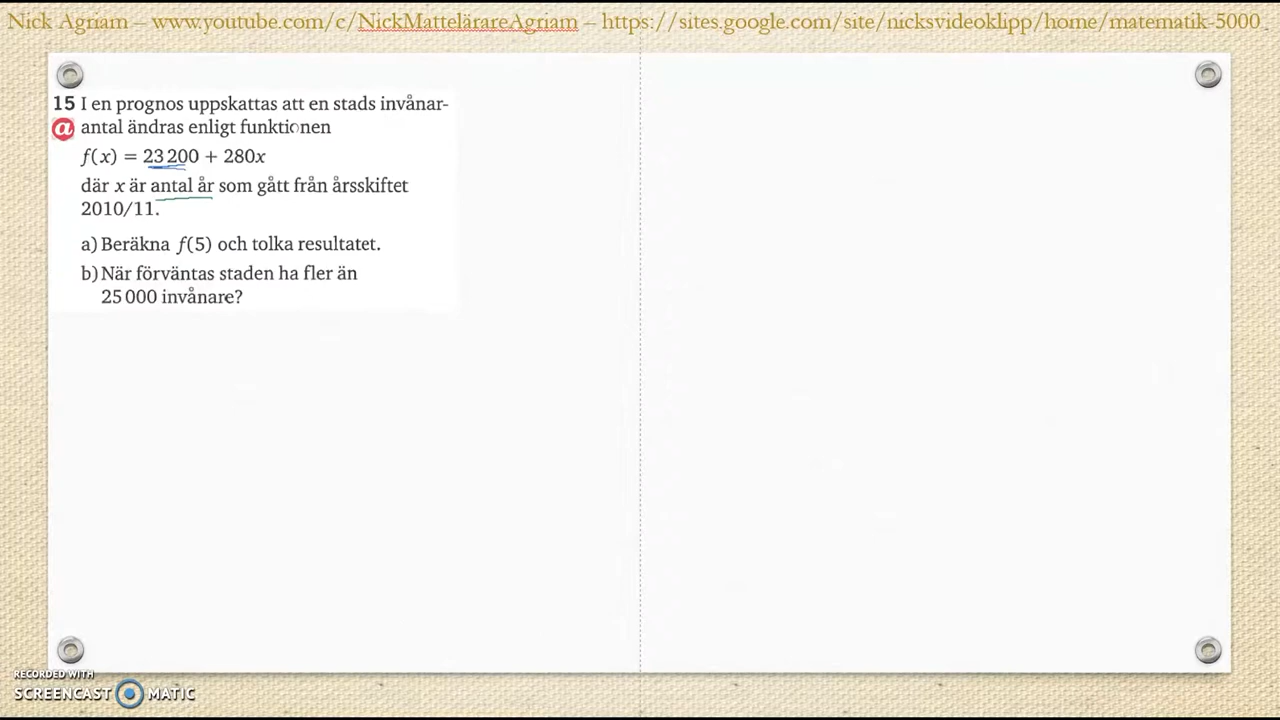 Nick Agriam – www.youtube.com/c/NickMattelärareAgriam – https://sites.google.com/site/nicksvideoklipp/home/matematik-5000
15 I en prognos uppskattas att en stads invånar-
a antal ändras enligt funktionen
f(x) = 23 200 + 280x
där x är antal år som gått från årsskiftet
2010/11.
a) Beräkna f(5) och tolka resultatet.
b) När förväntas staden ha fler än
25 000 invånare?
RECORDED WITH
SCREENCAST MATIC